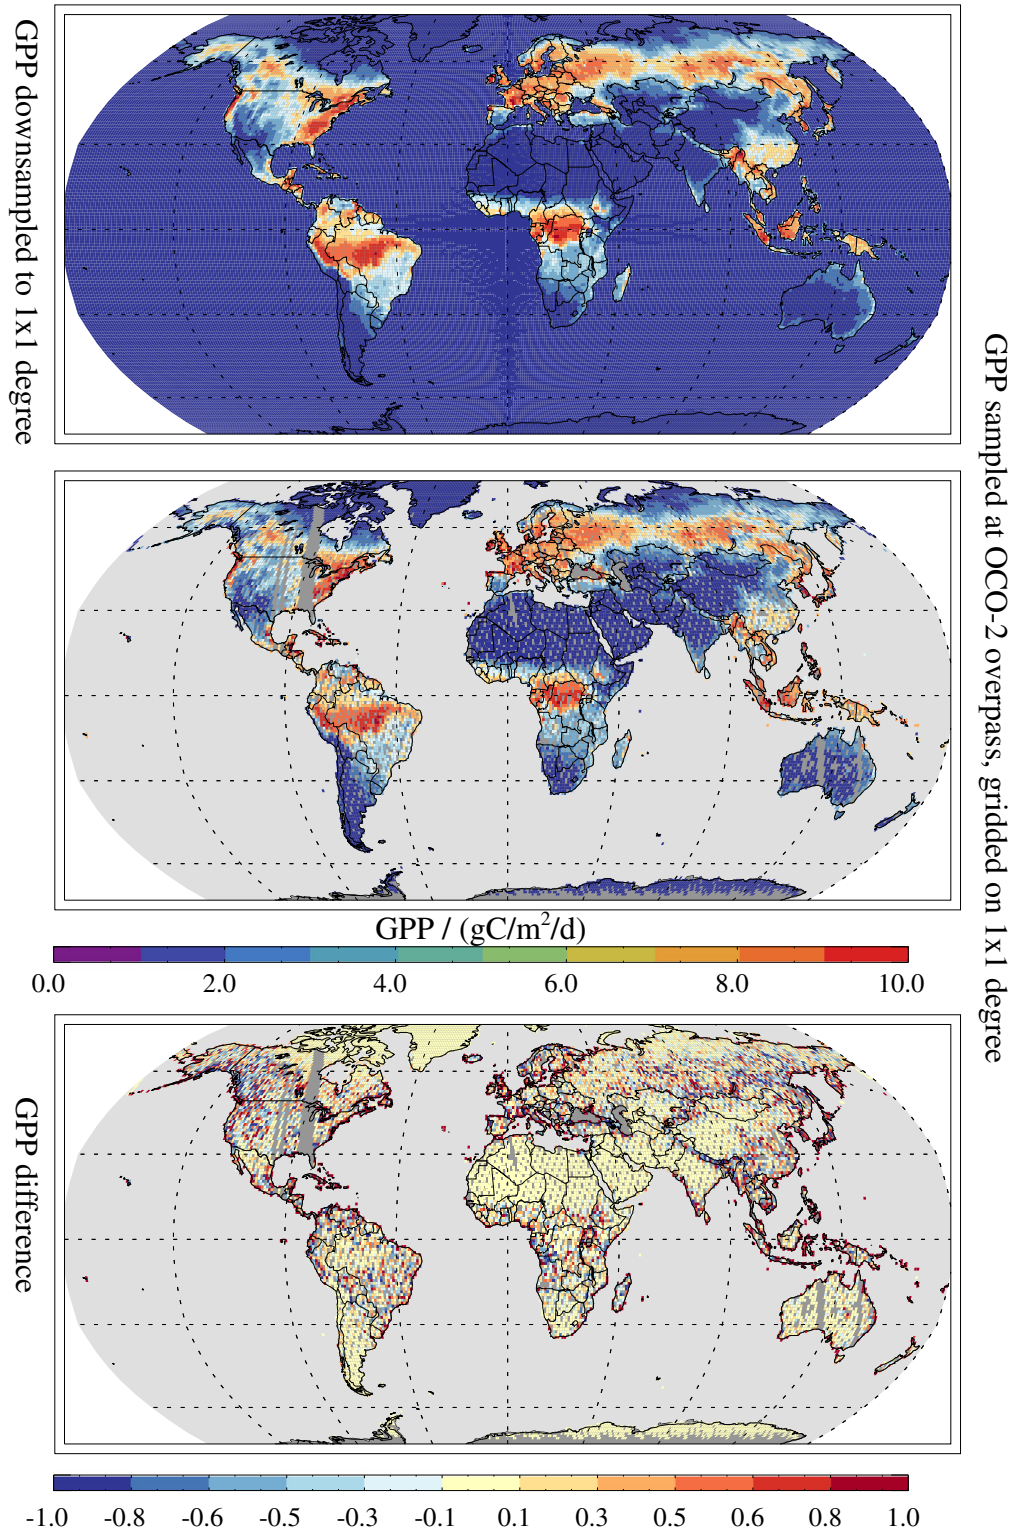 GPP downsampled to 1x1 degree
GPP sampled at OCO-2 overpass, gridded on 1x1 degree
GPP / (gC/m²/d)
0.0 2.0 4.0 6.0 8.0 10.0
GPP difference
-1.0 -0.8 -0.6 -0.5 -0.3 -0.1 0.1 0.3 0.5 0.6 0.8 1.0